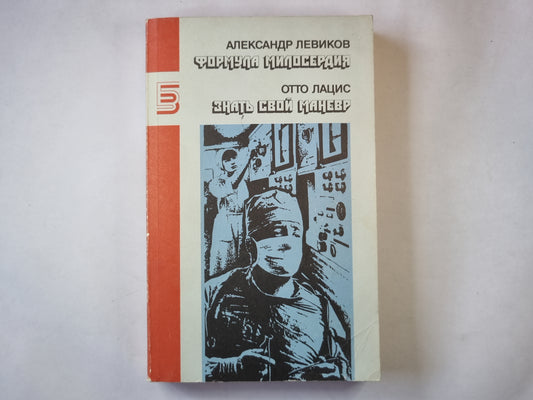 АЛЕКСАНДР ЛЕВИКОВ
ФОРМУЛА МИЛОСЕРДИЯ
ОТТО ЛАЦИС
ЗНАТЬ СВОЙ МАНЕВР